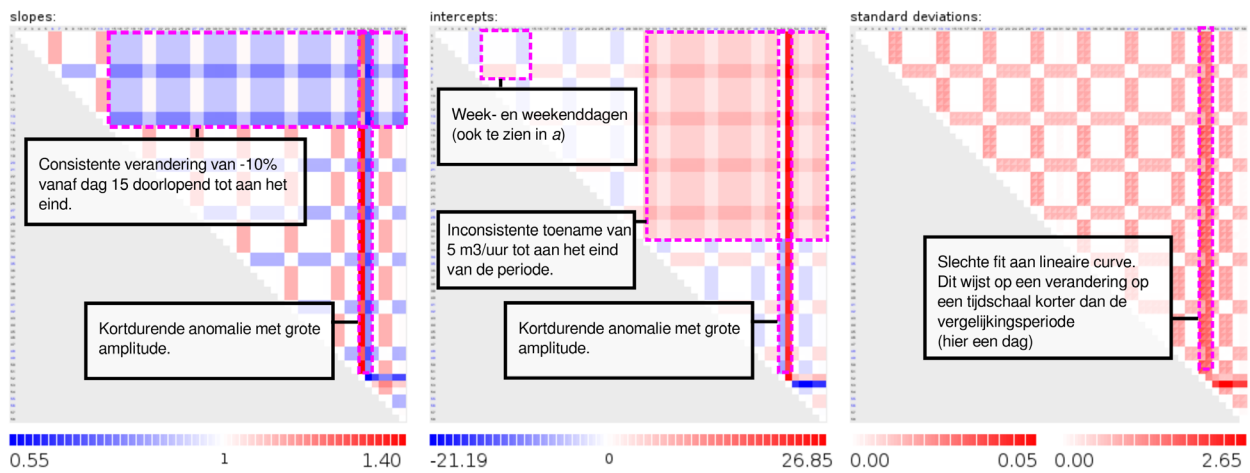 slopes:
Consistente verandering van -10%
vanaf dag 15 doorlopend tot aan het
eind.
Kortdurende anomalie met grote
amplitude.
0.55
1
1.40
intercepts:
Week- en weekenddagen
(ook te zien in a)
Inconsistente toename van
5 m3/uur tot aan het eind
van de periode.
Kortdurende anomalie met grote
amplitude.
-21.19
0
26.85
standard deviations:
Slechte fit aan lineaire curve.
Dit wijst op een verandering op
een tijdschaal korter dan de
vergelijkingsperiode
(hier een dag)
0.00
0.05
0.00
2.65